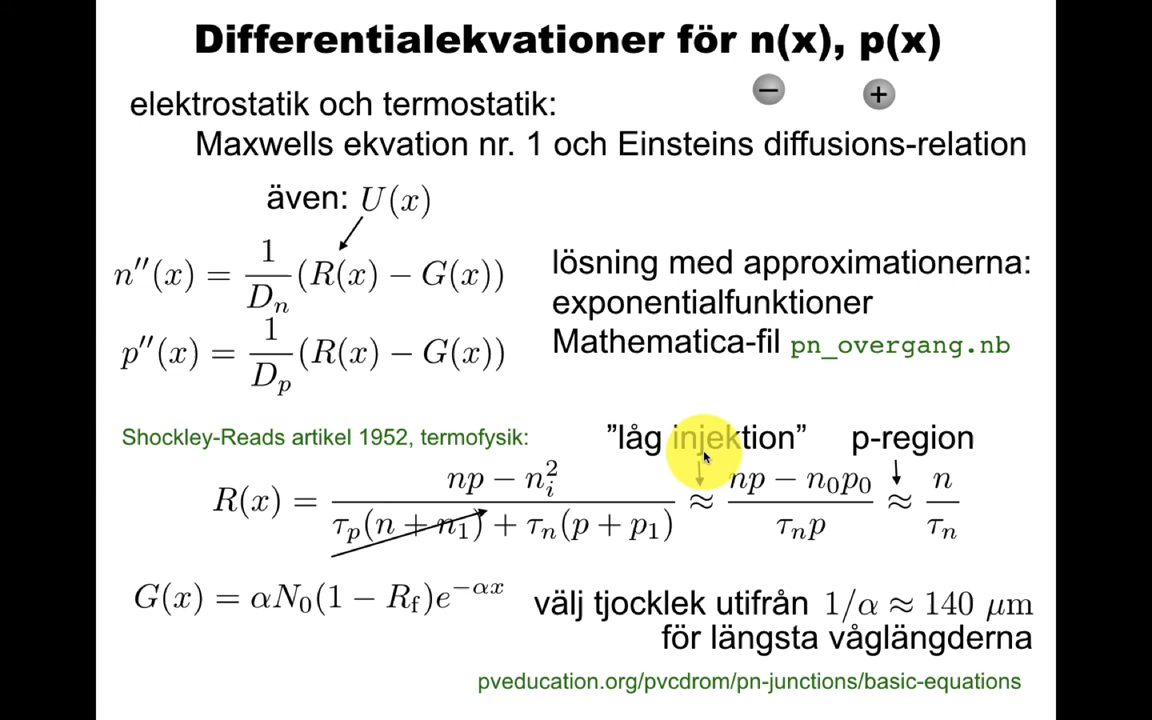 Differentialekvationer för n(x), p(x)
− +
elektrostatik och termostatik:
Maxwells ekvation nr. 1 och Einsteins diffusions-relation
även: U(x)
n″(x) = 1/D_n (R(x) − G(x))
p″(x) = 1/D_p (R(x) − G(x))
lösning med approximationerna:
exponentialfunktioner
Mathematica-fil pn_overgang.nb
Shockley-Reads artikel 1952, termofysik:
”låg injektion” p-region
R(x) = (np − n_i^2)/(τ_p(n + n_1) + τ_n(p + p_1)) ≈ (np − n_0p_0)/(τ_n p) ≈ n/τ_n
G(x) = αN_0(1 − R_f)e^{−αx}
välj tjocklek utifrån 1/α ≈ 140 μm
för längsta våglängderna
pveducation.org/pvcdrom/pn-junctions/basic-equations